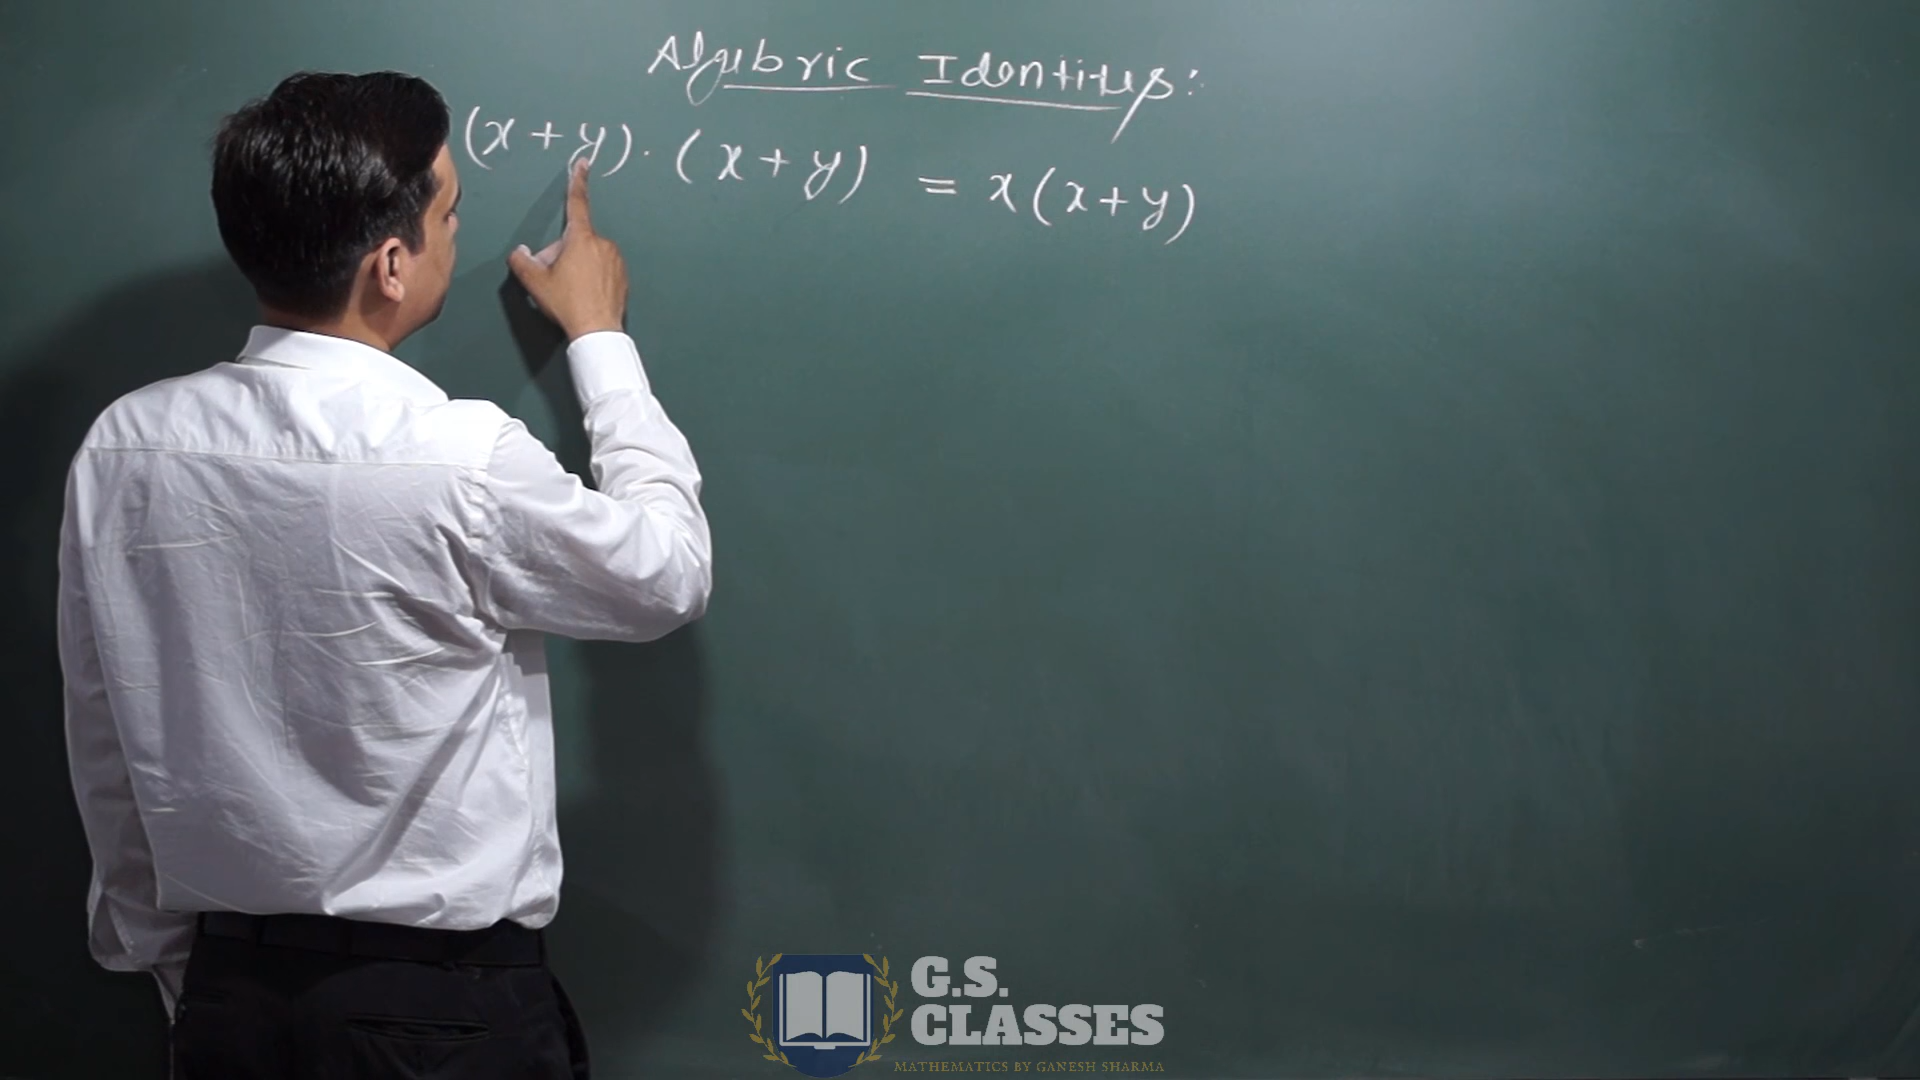 Algebric Identities:
(x+y)·(x+y) = x(x+y)
G.S.
CLASSES
MATHEMATICS BY GANESH SHARMA